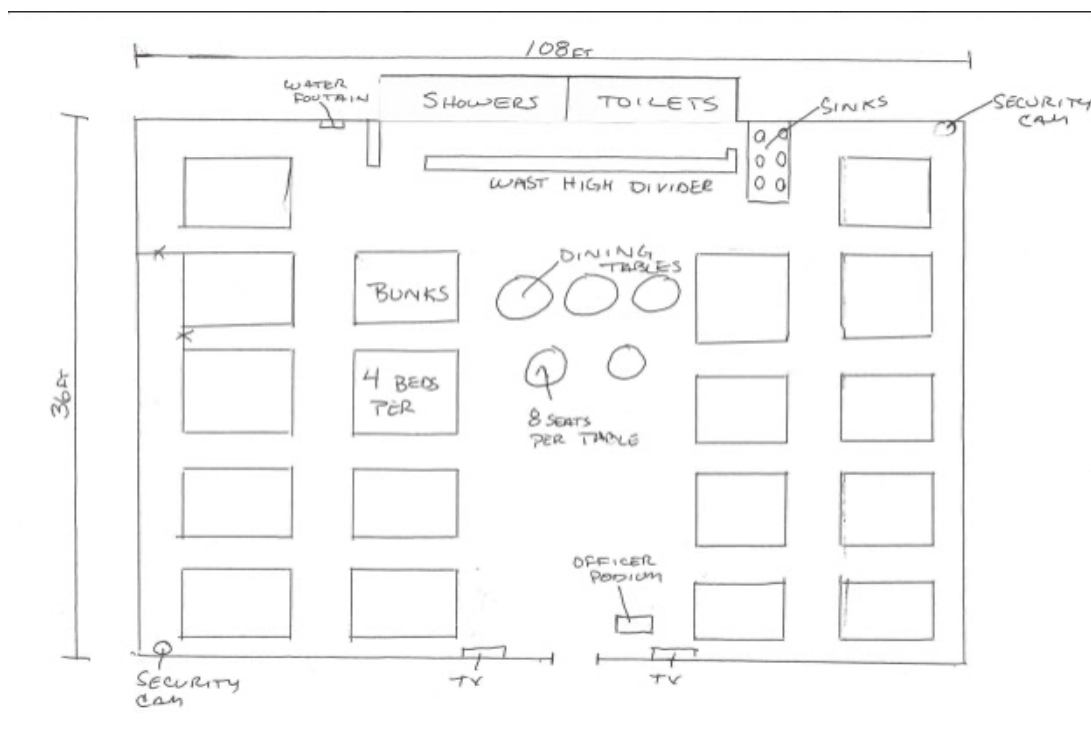 108FT
WATER
FOUTAIN
SHOWERS
TOILETS
SINKS
SECURITY
CAM
WAST HIGH DIVIDER
DINING
TABLES
BUNKS
36FT
4 BEDS
PER
8 SEATS
PER TABLE
OFFICER
PODIUM
SECURITY
CAM
TV
TV